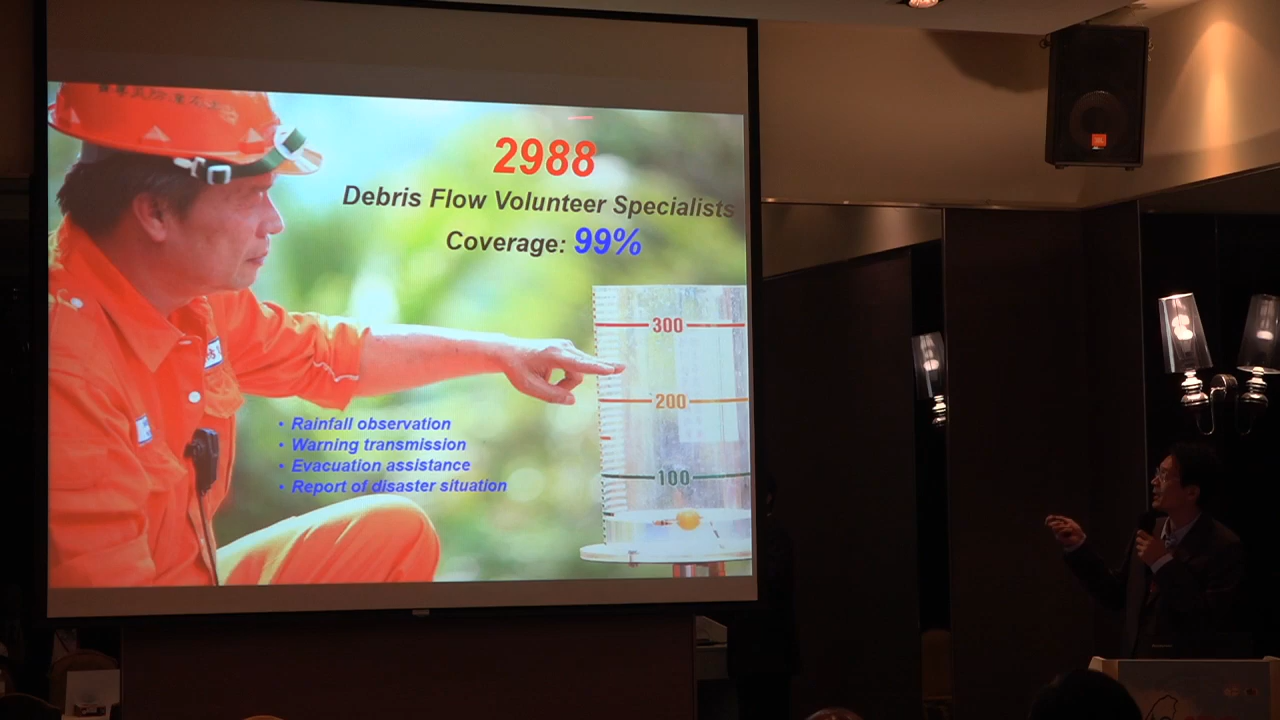 2988
Debris Flow Volunteer Specialists
Coverage: 99%
300
200
100
• Rainfall observation
• Warning transmission
• Evacuation assistance
• Report of disaster situation
JBL